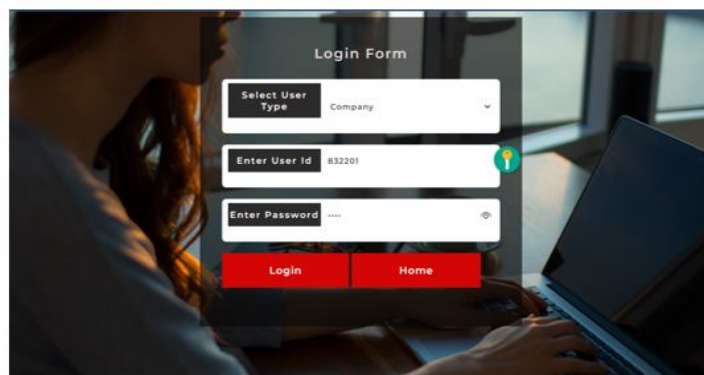 Login Form
Select User
Type
Company
Enter User Id
832201
Enter Password
····
Login
Home